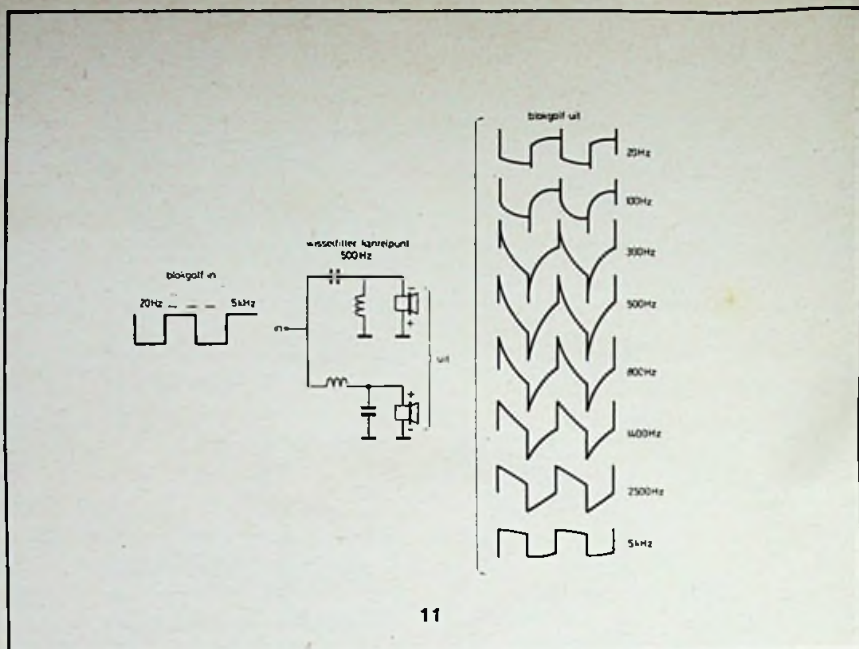 blokgolf in
20Hz – – – 5kHz
wisselfilter kantelpunt
500Hz
in
+
+
-
uit
blokgolf uit
20Hz
100Hz
300Hz
500Hz
800Hz
1400Hz
2500Hz
5kHz
11